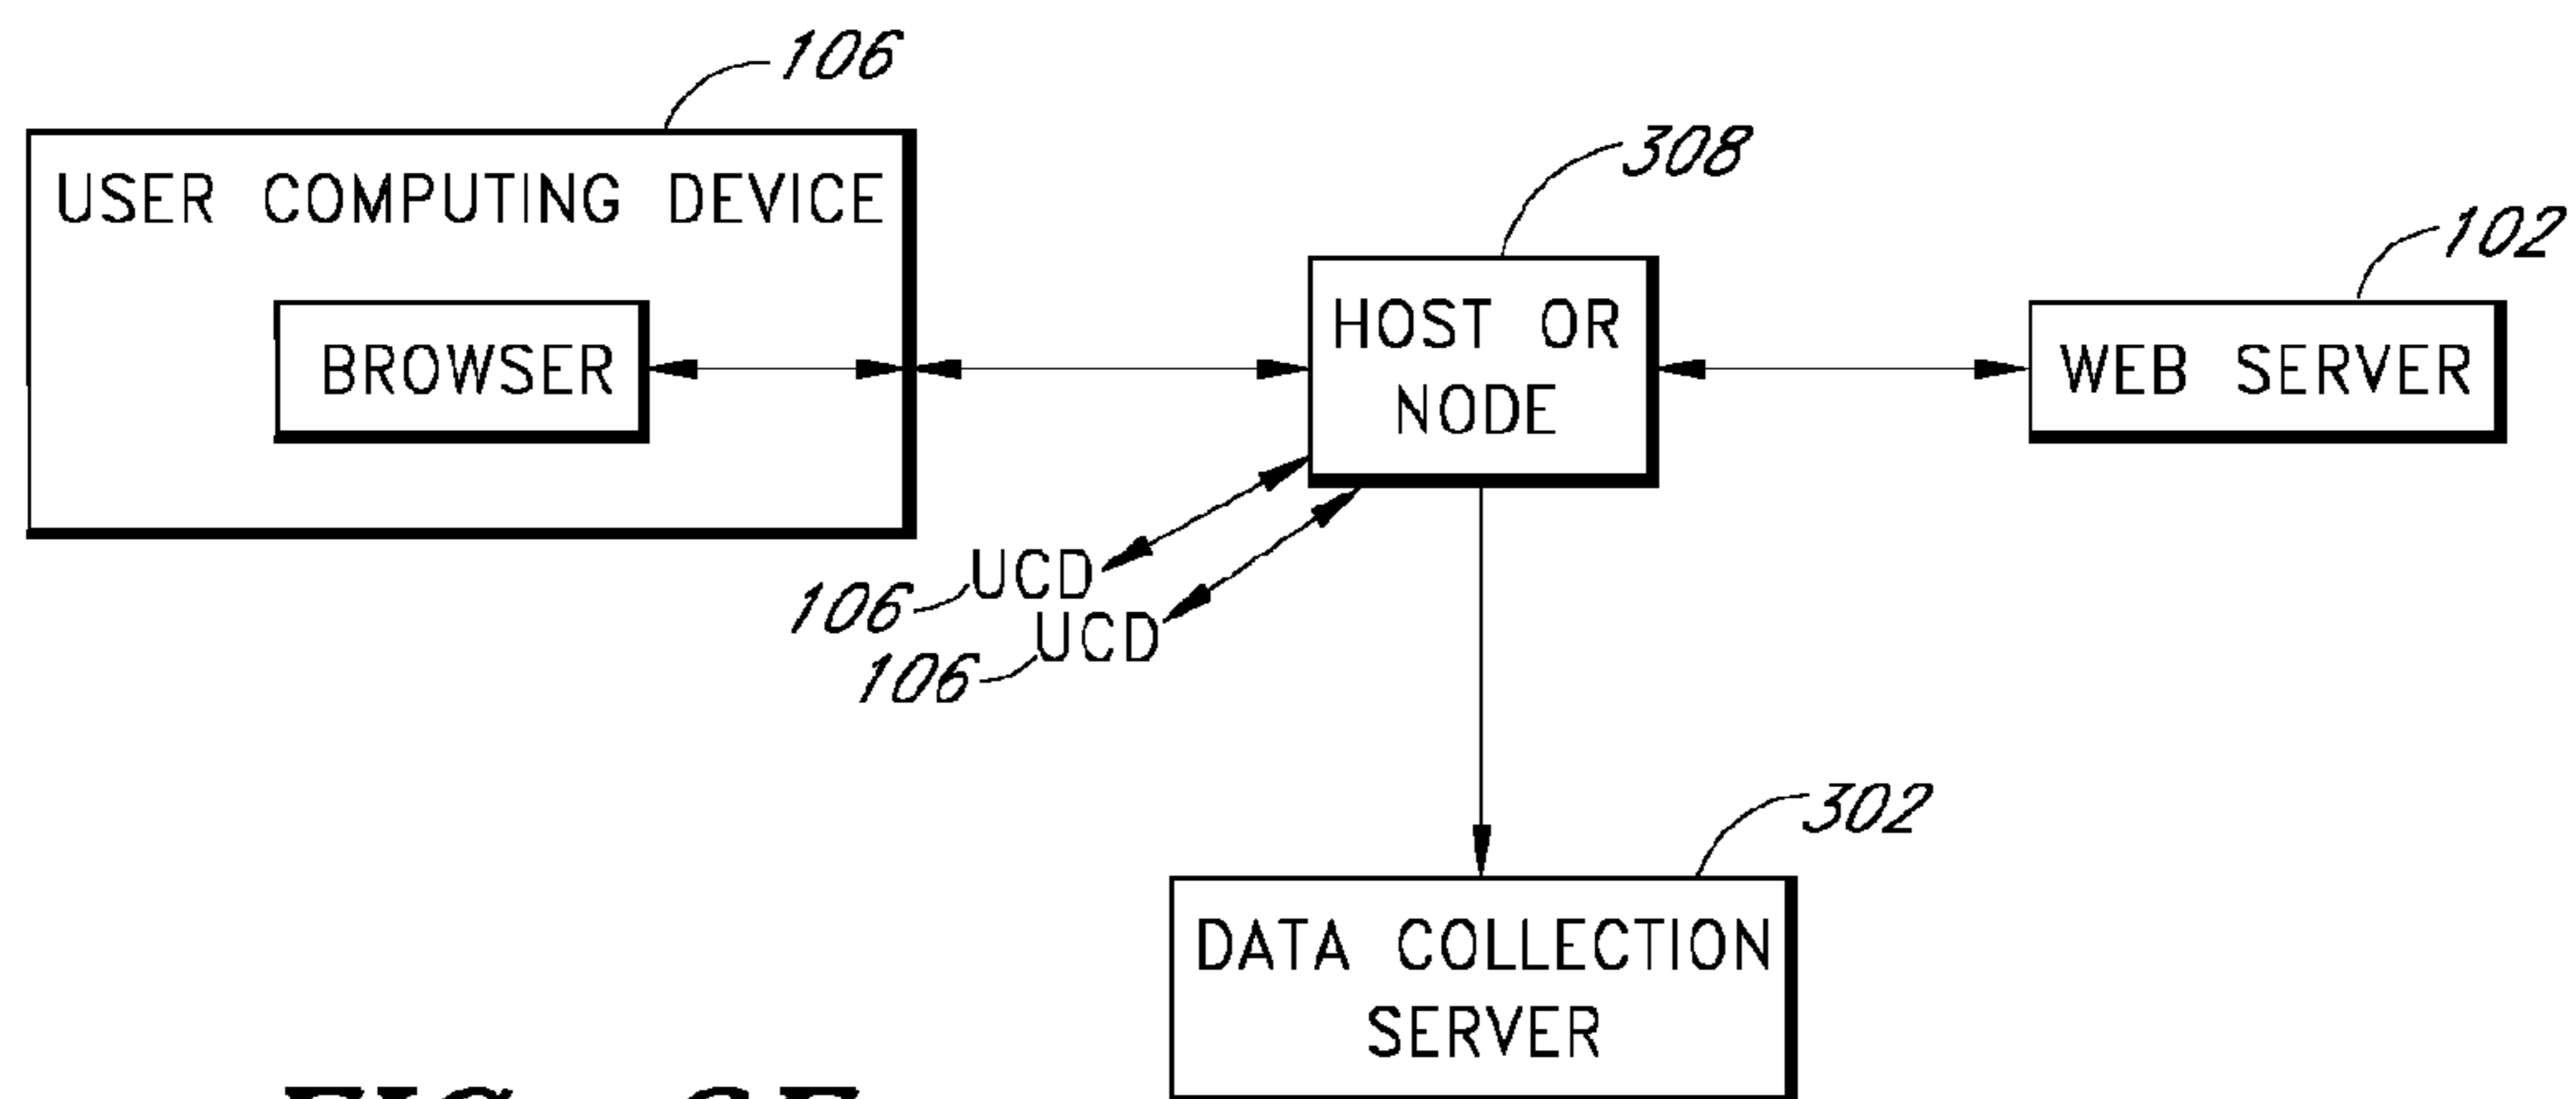 106
308
USER COMPUTING DEVICE
102
HOST OR
NODE
BROWSER
WEB SERVER
UCD
106
UCD
106
302
DATA COLLECTION
SERVER